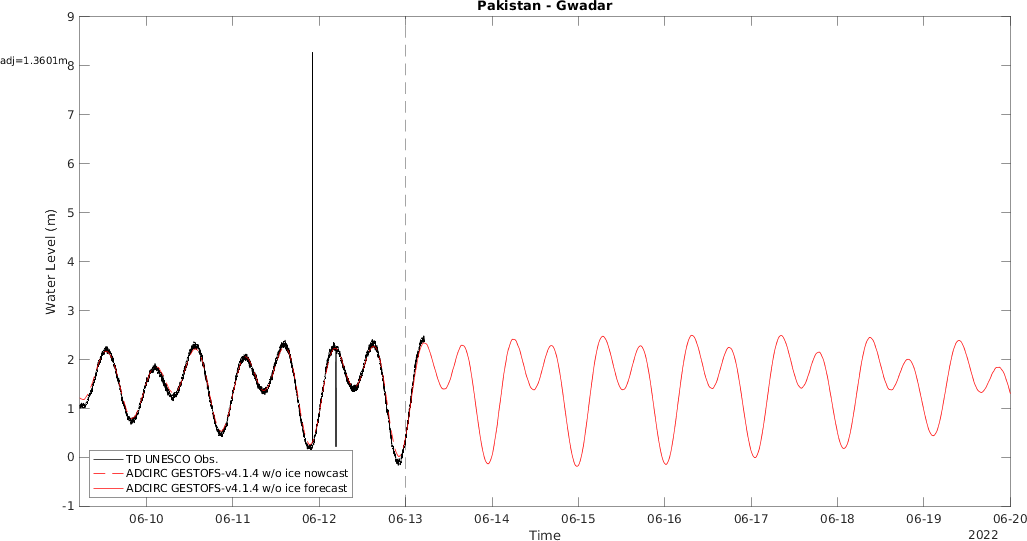 Pakistan - Gwadar
adj=1.3601m
9
8
7
6
5
4
3
2
1
0
-1
Water Level (m)
TD UNESCO Obs.
ADCIRC GESTOFS-v4.1.4 w/o ice nowcast
ADCIRC GESTOFS-v4.1.4 w/o ice forecast
06-10 06-11 06-12 06-13 06-14 06-15 06-16 06-17 06-18 06-19 06-20
Time
2022